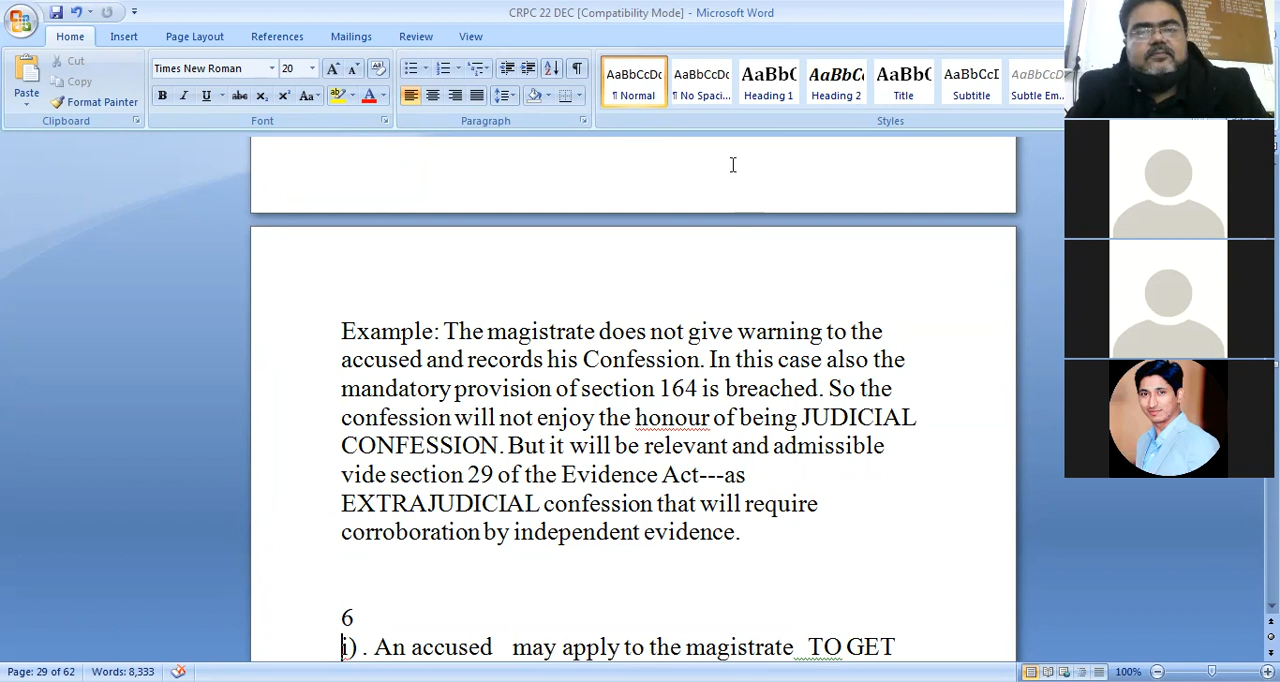 CRPC 22 DEC [Compatibility Mode] - Microsoft Word
Home Insert Page Layout References Mailings Review View
Paste
Cut
Copy
Format Painter
Clipboard
Times New Roman 20
Font
Paragraph
AaBbCcDc AaBbCcDc AaBb( AaBbC AaBb( AaBbCcI AaBbCcD
¶ Normal ¶ No Spaci... Heading 1 Heading 2 Title Subtitle Subtle Em...
Styles
Example: The magistrate does not give warning to the
accused and records his Confession. In this case also the
mandatory provision of section 164 is breached. So the
confession will not enjoy the honour of being JUDICIAL
CONFESSION. But it will be relevant and admissible
vide section 29 of the Evidence Act---as
EXTRAJUDICIAL confession that will require
corroboration by independent evidence.
6
i) . An accused may apply to the magistrate TO GET
Page: 29 of 62 Words: 8,333 100%